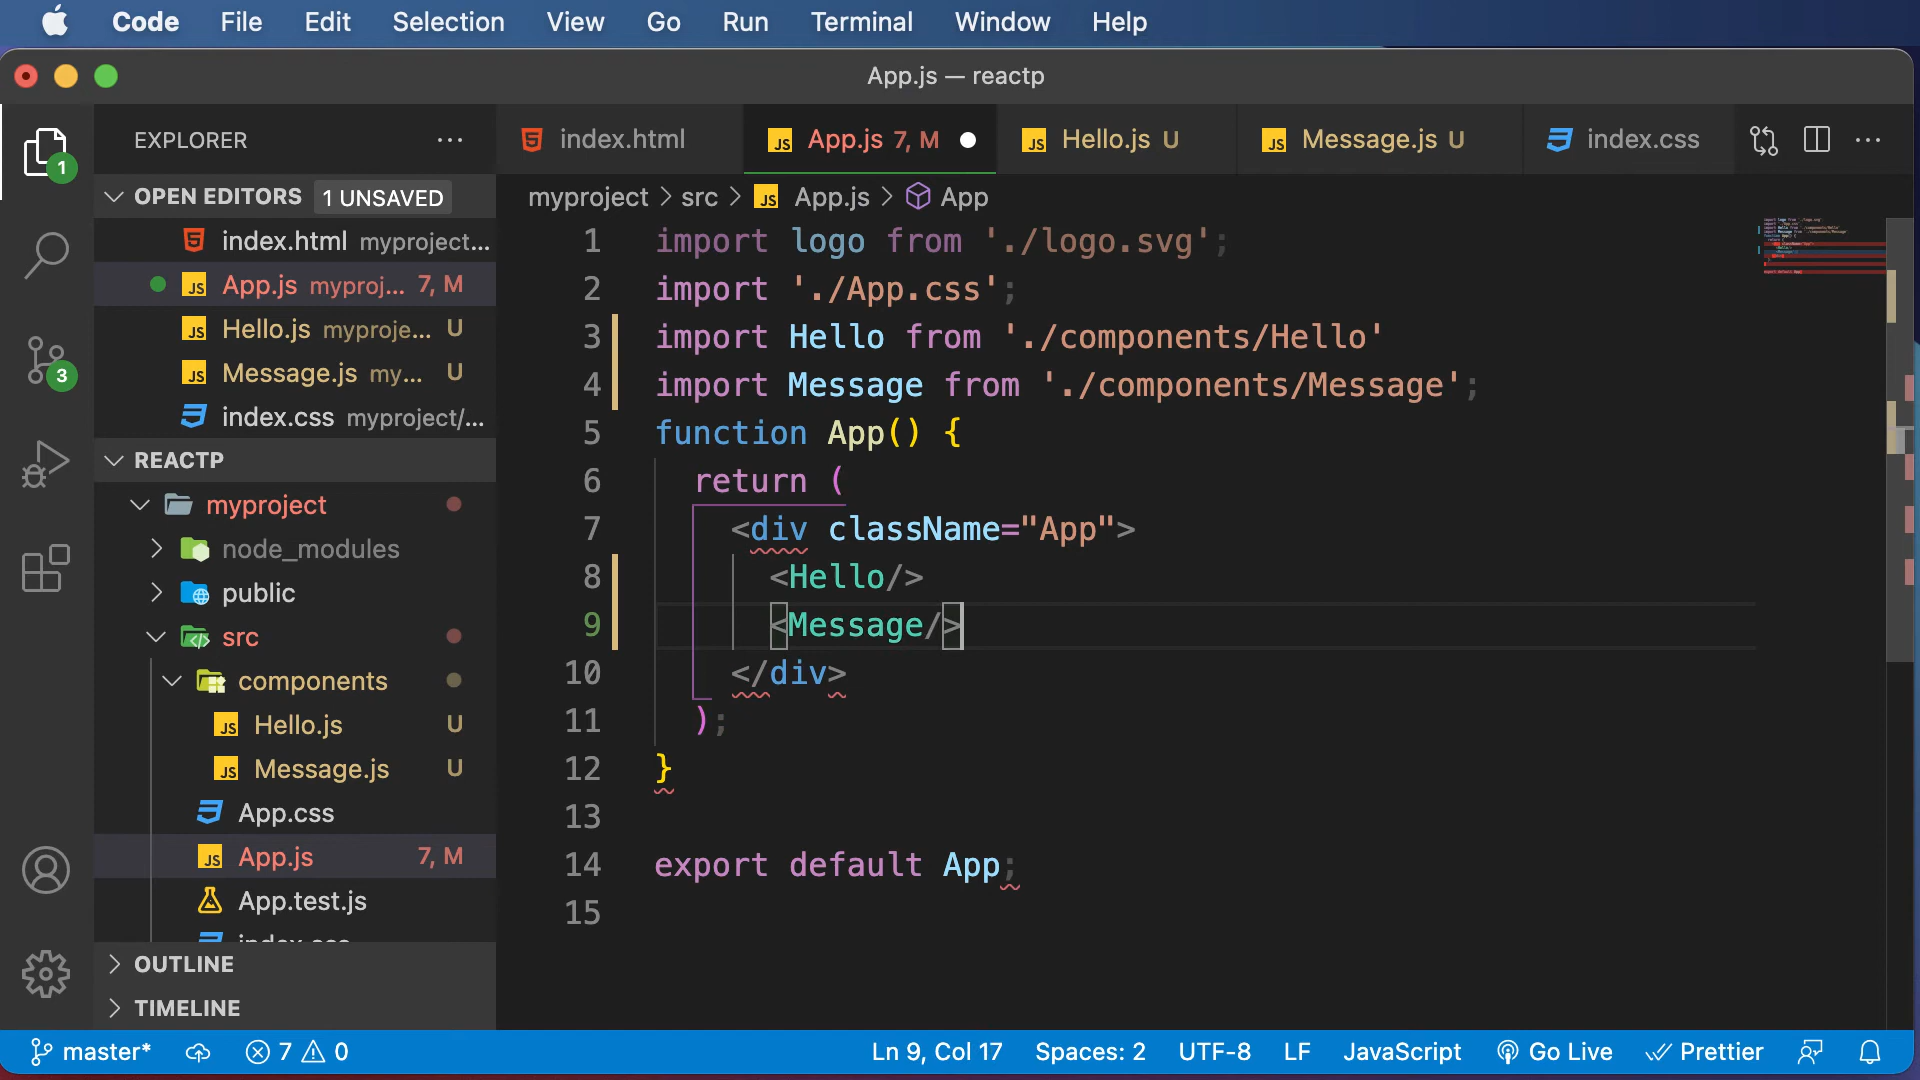 Code File Edit Selection View Go Run Terminal Window Help
App.js — reactp
EXPLORER
index.html
App.js 7, M
Hello.js U
Message.js U
index.css
OPEN EDITORS 1 UNSAVED
index.html myproject...
App.js myproj... 7, M
Hello.js myproje... U
Message.js my... U
index.css myproject/...
REACTP
myproject
node_modules
public
src
components
Hello.js U
Message.js U
App.css
App.js 7, M
App.test.js
index.css
OUTLINE
TIMELINE
1
3
myproject > src > JS App.js > App
1 import logo from './logo.svg';
2 import './App.css';
3 import Hello from './components/Hello'
4 import Message from './components/Message';
5 function App() {
6 return (
7 <div className="App">
8 <Hello/>
9 <Message/>
10 </div>
11 );
12 }
13
14 export default App;
15
master* 7 0 Ln 9, Col 17 Spaces: 2 UTF-8 LF JavaScript Go Live Prettier